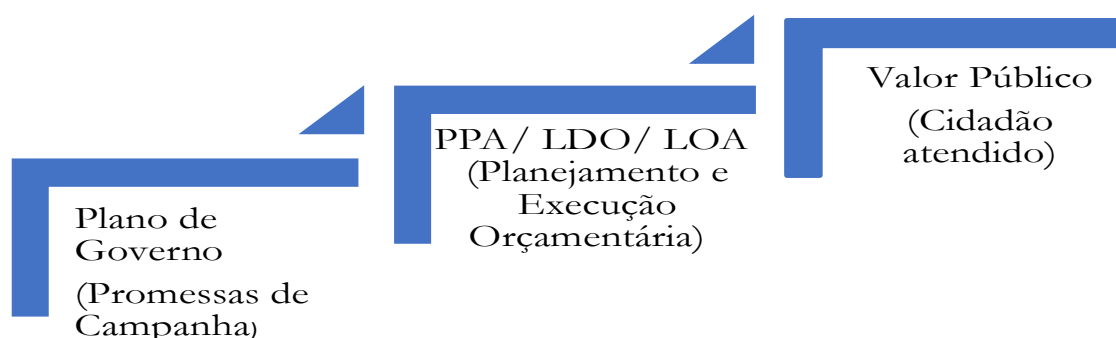 Plano de
Governo
(Promessas de
Campanha)
PPA/ LDO/ LOA
(Planejamento e
Execução
Orçamentária)
Valor Público
(Cidadão
atendido)